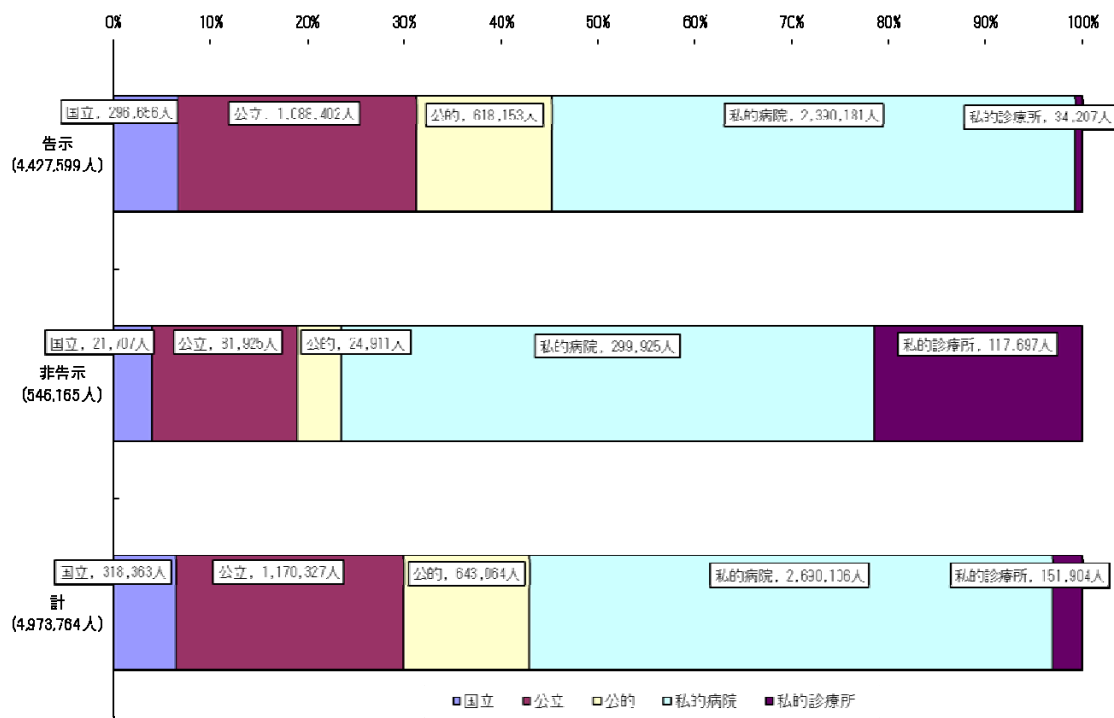 0% 10% 20% 30% 40% 50% 60% 70% 80% 90% 100%
国立, 296,656人 公立, 1,088,402人 公的, 618,153人 私的病院, 2,390,181人 私的診療所, 34,207人
告示
(4,427,599人)
国立, 21,707人 公立, 81,925人 公的, 24,911人 私的病院, 299,925人 私的診療所, 117,697人
非告示
(546,165人)
国立, 318,363人 公立, 1,170,327人 公的, 643,064人 私的病院, 2,690,106人 私的診療所, 151,904人
計
(4,973,764人)
国立 公立 公的 私的病院 私的診療所